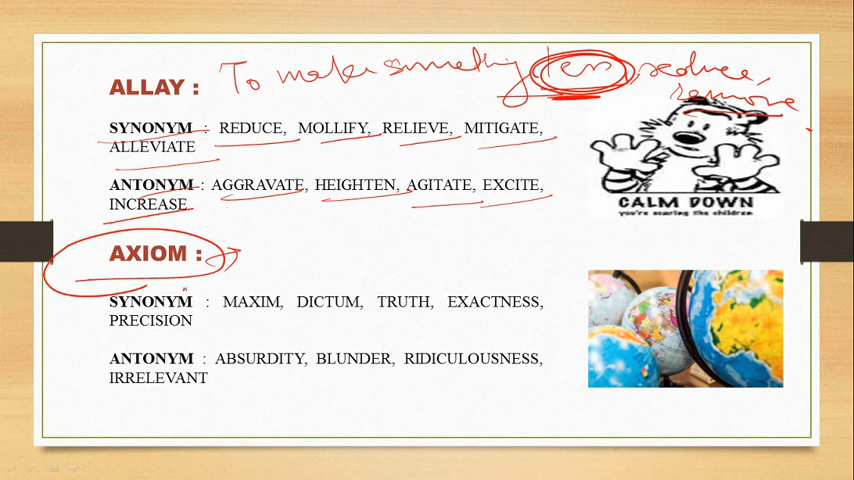 To make something less, reduce,
remove
ALLAY :
SYNONYM : REDUCE, MOLLIFY, RELIEVE, MITIGATE,
ALLEVIATE
ANTONYM : AGGRAVATE, HEIGHTEN, AGITATE, EXCITE,
INCREASE
CALM DOWN
you're scaring the children
AXIOM :
SYNONYM : MAXIM, DICTUM, TRUTH, EXACTNESS,
PRECISION
ANTONYM : ABSURDITY, BLUNDER, RIDICULOUSNESS,
IRRELEVANT